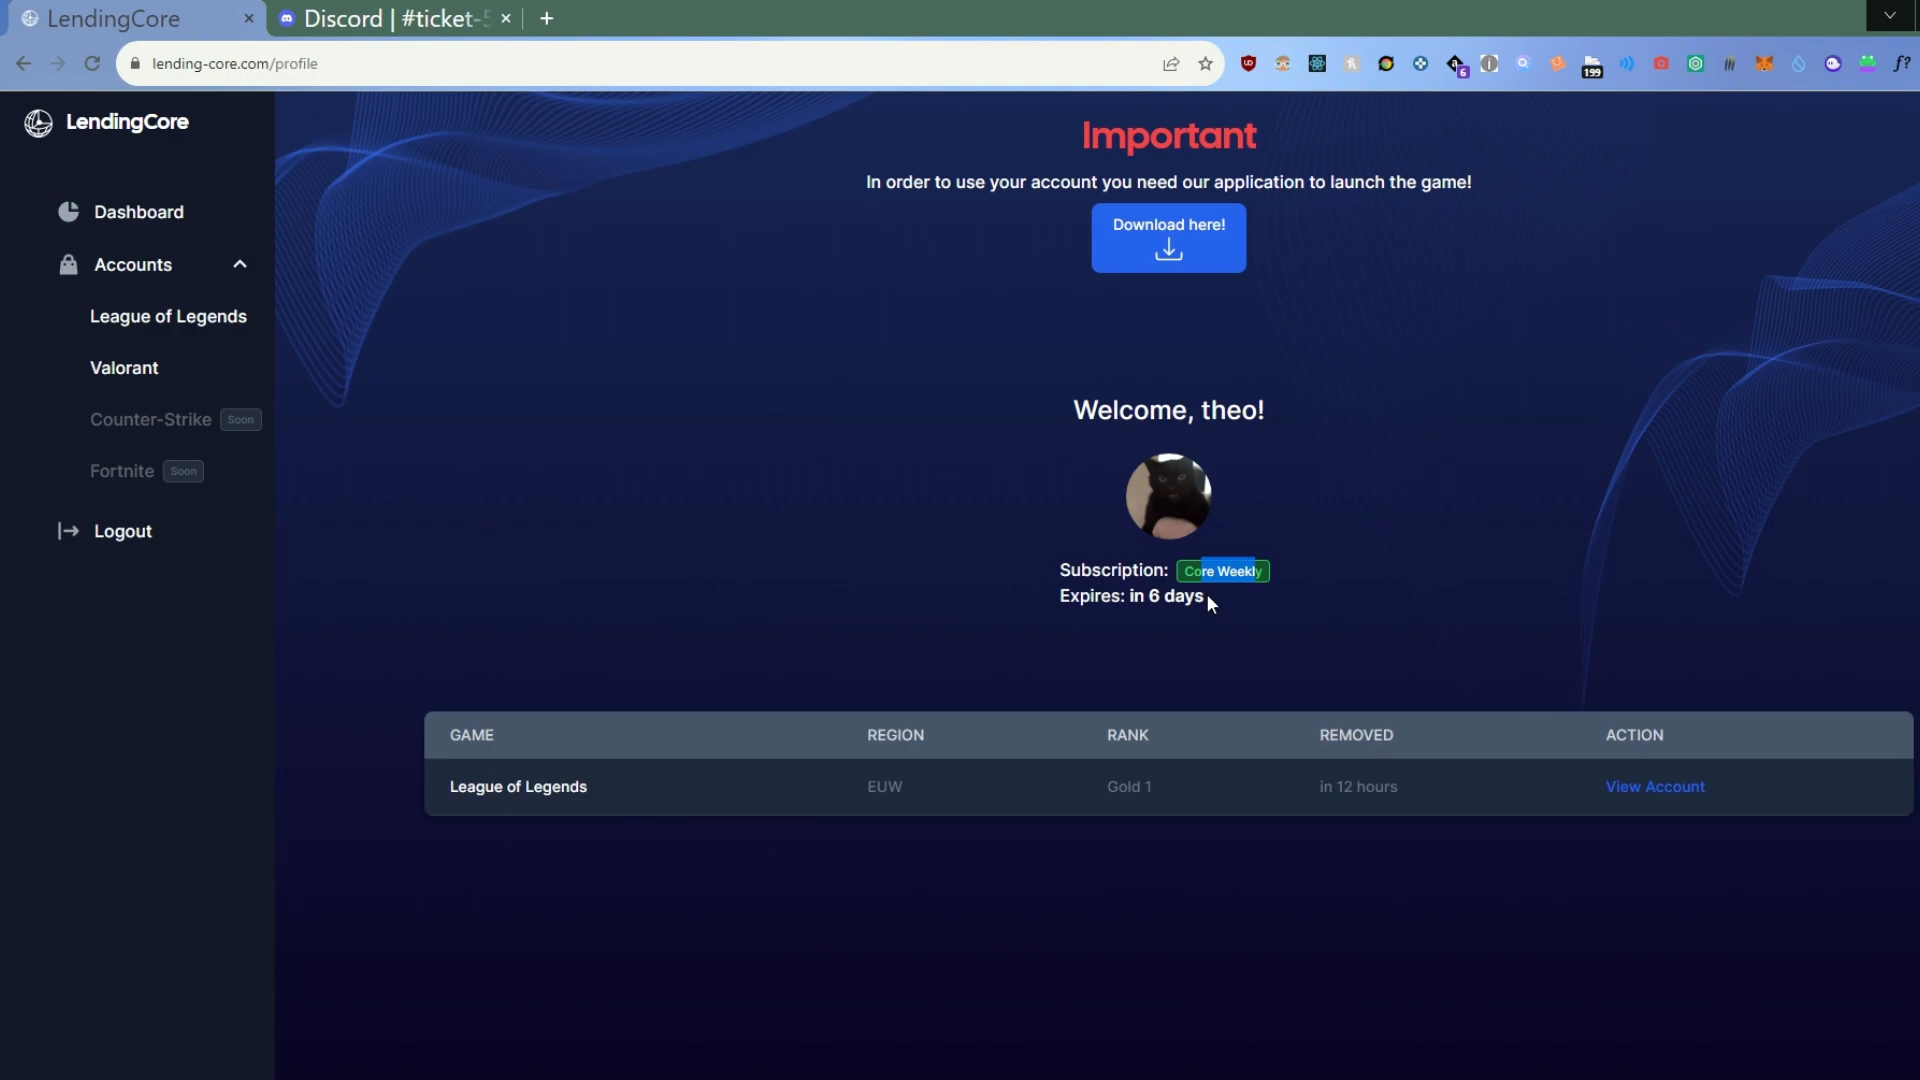 LendingCore
Discord | #ticket-5
lending-core.com/profile
6
199
f?
LendingCore
Important
In order to use your account you need our application to launch the game!
Download here!
Dashboard
Accounts
League of Legends
Valorant
Counter-Strike Soon
Fortnite Soon
Logout
Welcome, theo!
Subscription: Core Weekly
Expires: in 6 days
GAME REGION RANK REMOVED ACTION
League of Legends EUW Gold 1 in 12 hours View Account